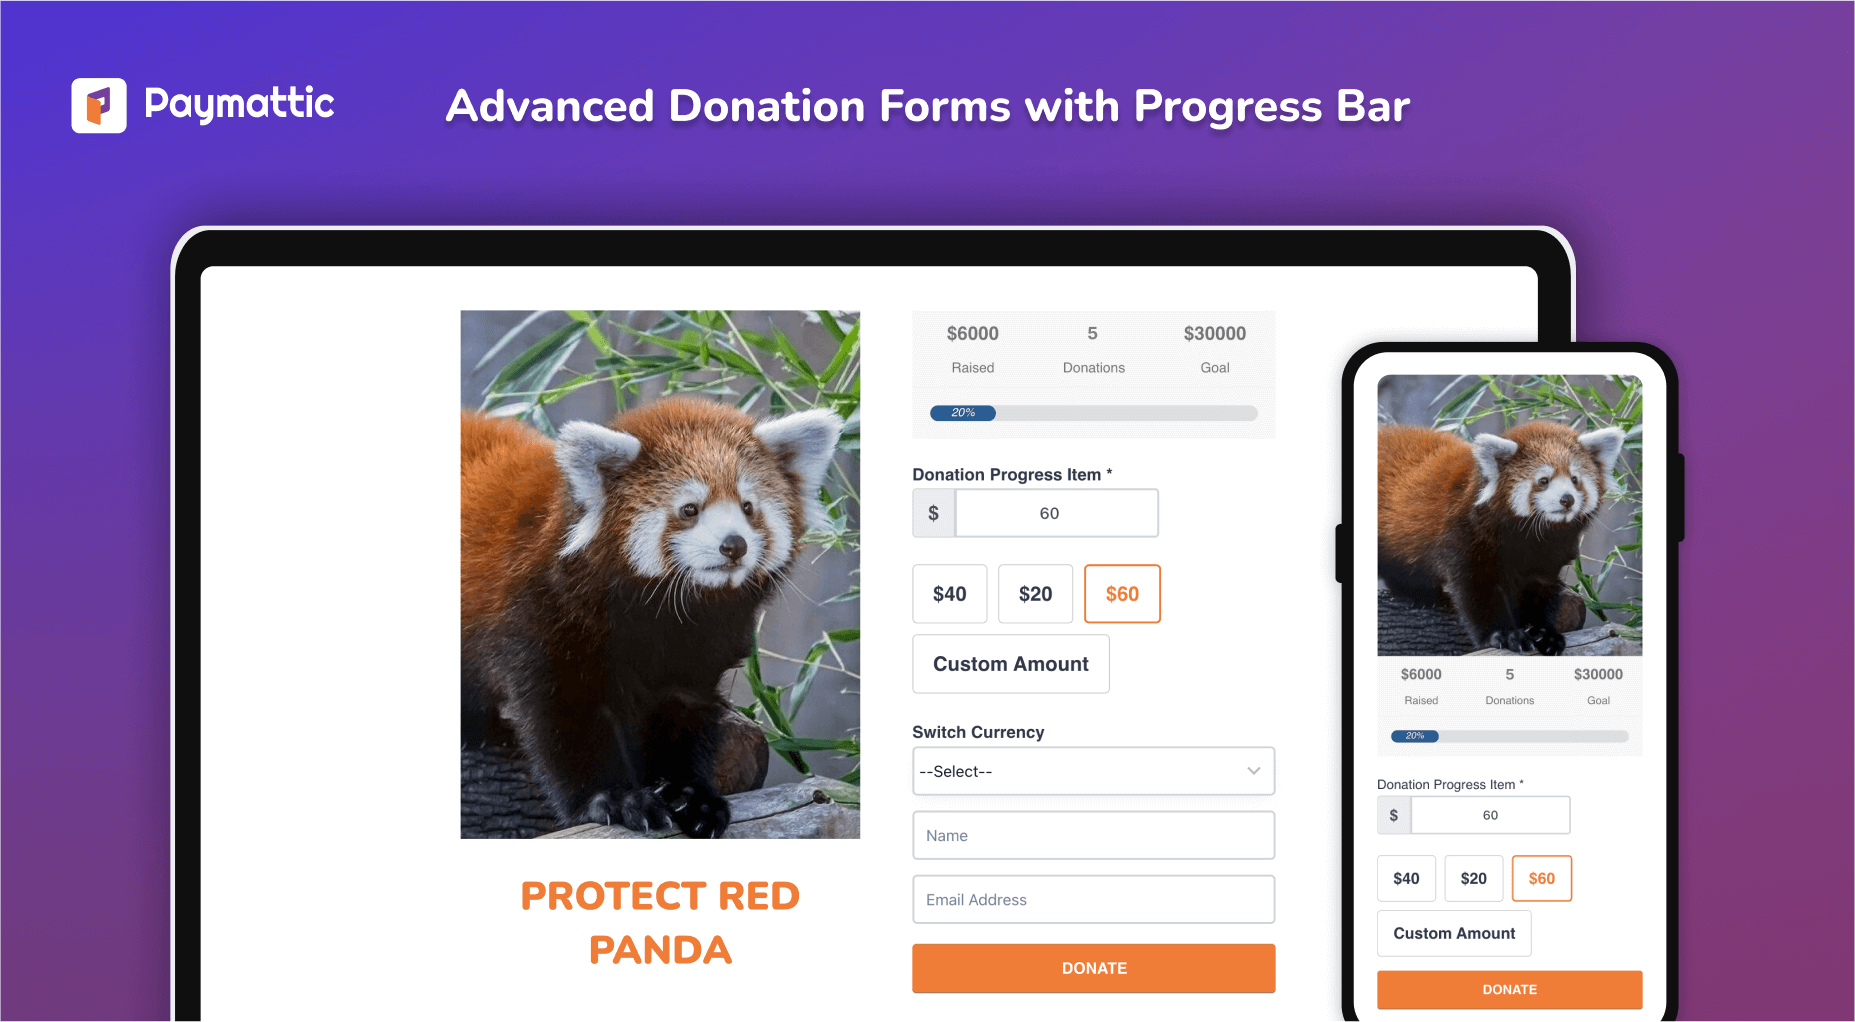 Paymattic
Advanced Donation Forms with Progress Bar
$6000 5 $30000
Raised Donations Goal
20%
Donation Progress Item *
$ 60
$40 $20 $60
Custom Amount
Switch Currency
--Select--
Name
Email Address
DONATE
PROTECT RED
PANDA
$6000 5 $30000
Raised Donations Goal
20%
Donation Progress Item *
$ 60
$40 $20 $60
Custom Amount
DONATE